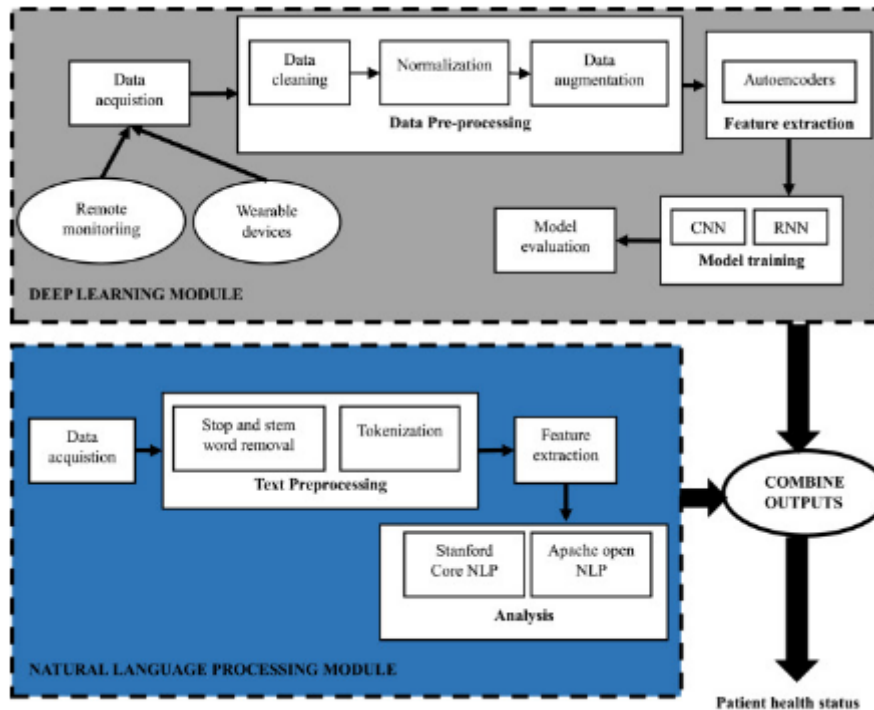 Data
acquistion
Data
cleaning
Normalization
Data
augmentation
Data Pre-processing
Autoencoders
Feature extraction
Remote
monitoriing
Wearable
devices
Model
evaluation
CNN
RNN
Model training
DEEP LEARNING MODULE
Data
acquistion
Stop and stem
word removal
Tokenization
Text Preprocessing
Feature
extraction
Stanford
Core NLP
Apache open
NLP
Analysis
NATURAL LANGUAGE PROCESSING MODULE
COMBINE
OUTPUTS
Patient health status